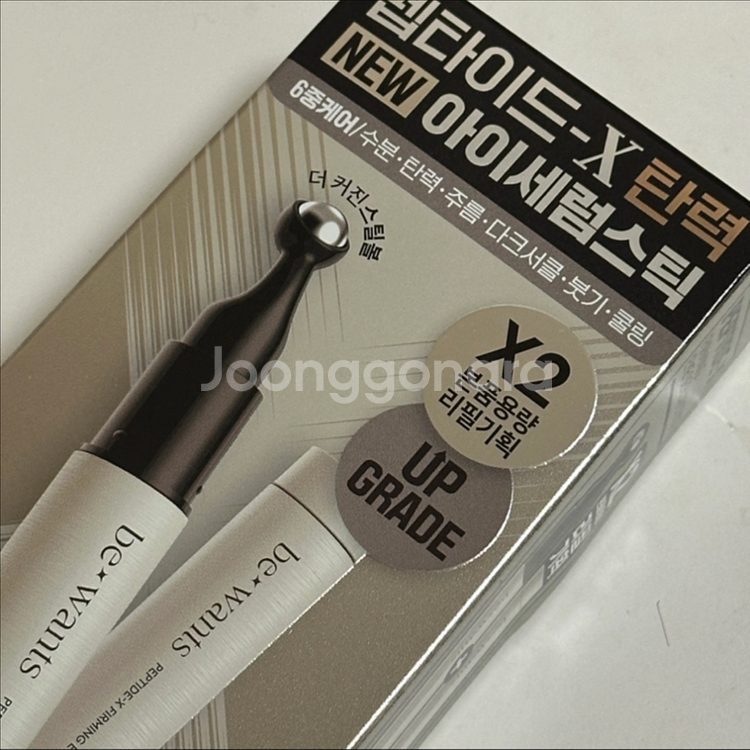 펩타이드-X 탄력
NEW 아이세럼스틱
6중케어/수분·탄력·주름·다크서클·붓기·쿨링
더 커진 스틸볼
X2
본품용량
리필기획
UP
GRADE
Joonggonara
be wants
be wants
PEPTIDE-X FIRMING